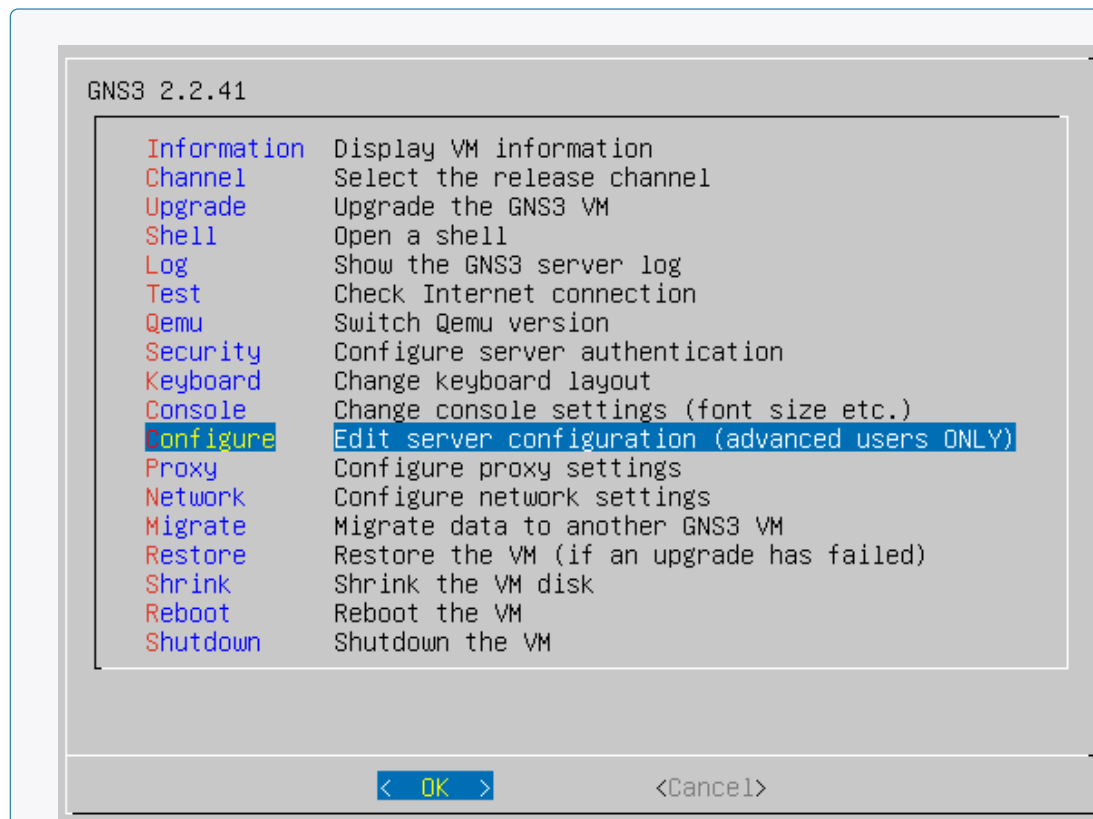 GNS3 2.2.41
Information Display VM information
Channel Select the release channel
Upgrade Upgrade the GNS3 VM
Shell Open a shell
Log Show the GNS3 server log
Test Check Internet connection
Qemu Switch Qemu version
Security Configure server authentication
Keyboard Change keyboard layout
Console Change console settings (font size etc.)
Configure Edit server configuration (advanced users ONLY)
Proxy Configure proxy settings
Network Configure network settings
Migrate Migrate data to another GNS3 VM
Restore Restore the VM (if an upgrade has failed)
Shrink Shrink the VM disk
Reboot Reboot the VM
Shutdown Shutdown the VM
< OK > <Cancel>